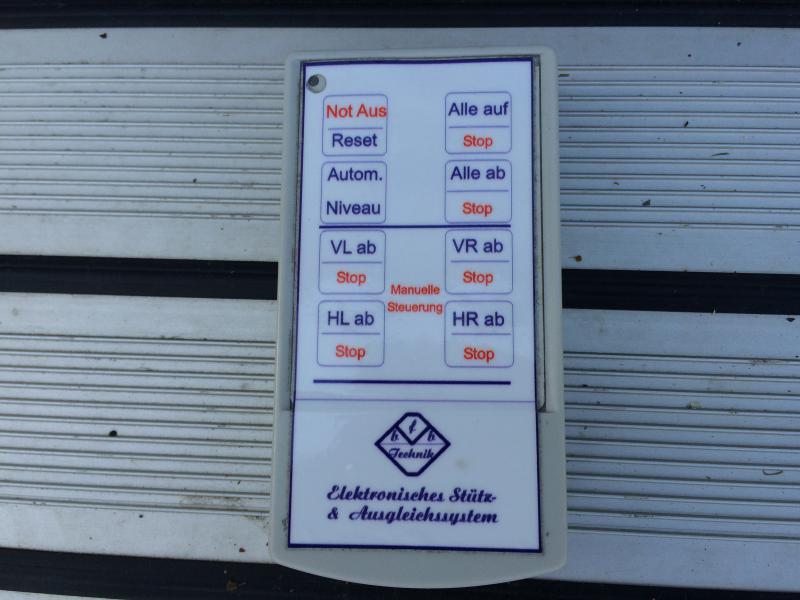 Not Aus
Reset
Alle auf
Stop
Autom.
Niveau
Alle ab
Stop
VL ab
Stop
VR ab
Stop
Manuelle
Steuerung
HL ab
Stop
HR ab
Stop
b f b
Technik
Elektronisches Stütz-
& Ausgleichssystem